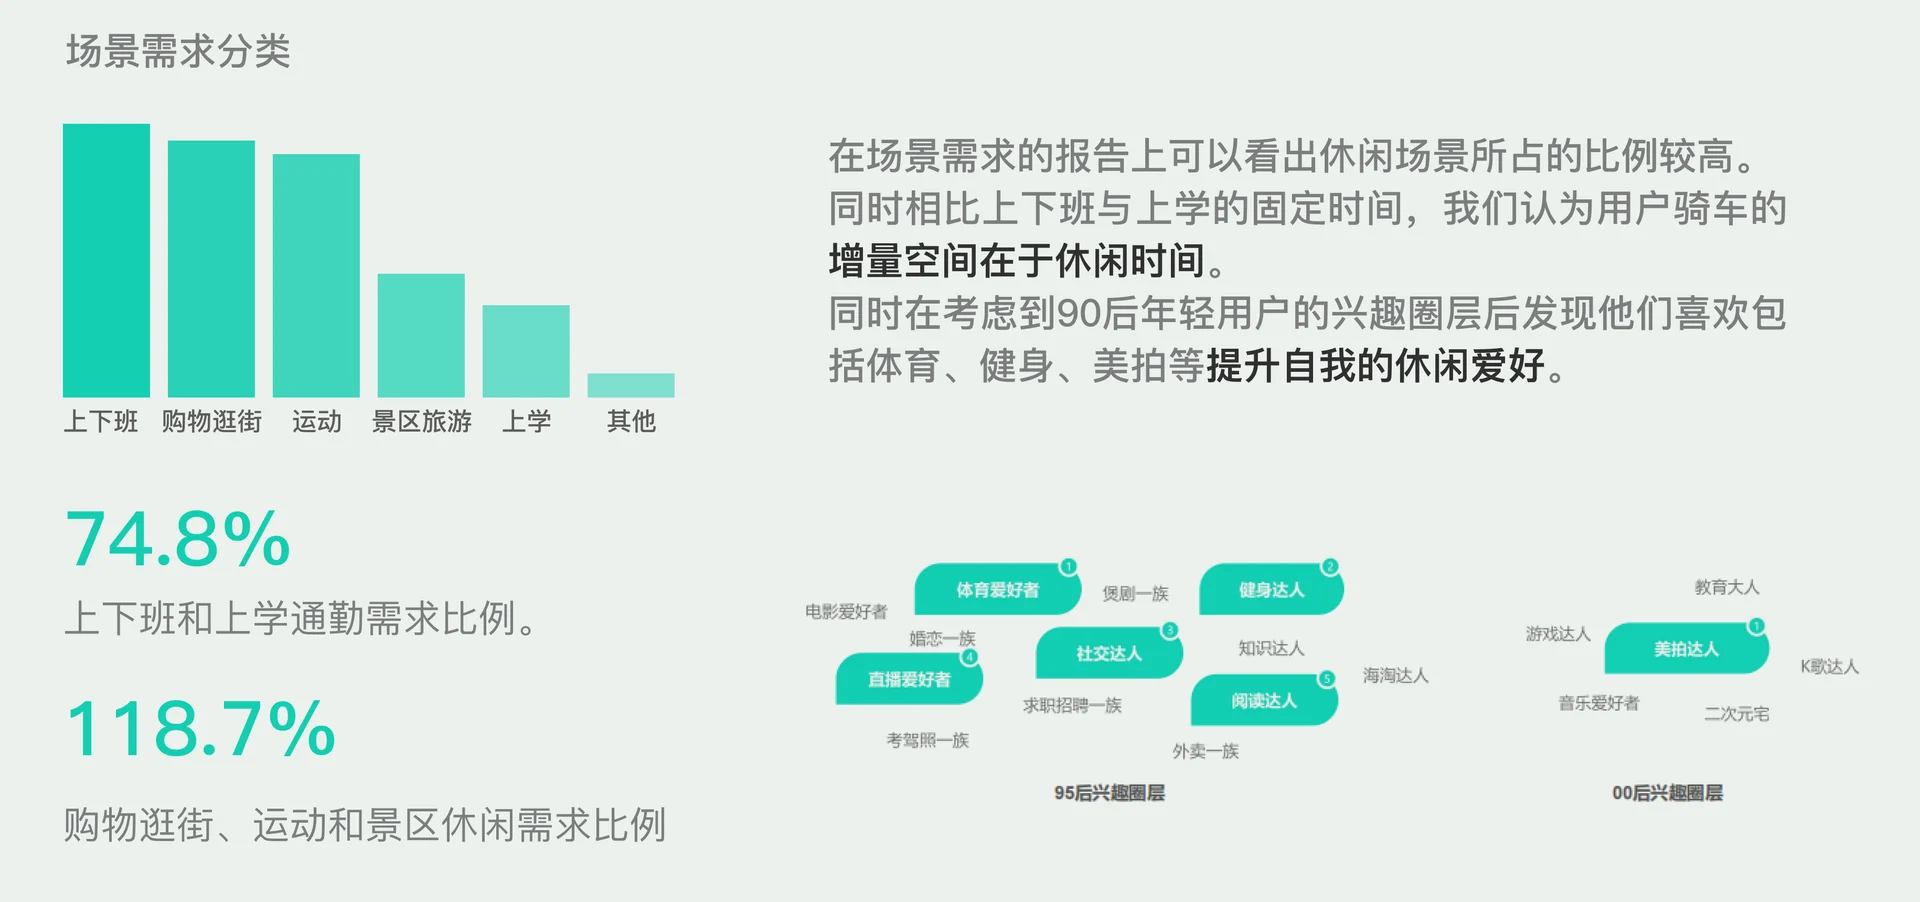 场景需求分类
上下班
购物逛街
运动
景区旅游
上学
其他
74.8%
上下班和上学通勤需求比例。
118.7%
购物逛街、运动和景区休闲需求比例
在场景需求的报告上可以看出休闲场景所占的比例较高。
同时相比上下班与上学的固定时间，我们认为用户骑车的
增量空间在于休闲时间。
同时在考虑到90后年轻用户的兴趣圈层后发现他们喜欢包
括体育、健身、美拍等提升自我的休闲爱好。
体育爱好者
1
煲剧一族
健身达人
2
电影爱好者
婚恋一族
社交达人
3
知识达人
直播爱好者
4
海淘达人
阅读达人
5
求职招聘一族
考驾照一族
外卖一族
95后兴趣圈层
教育大人
游戏达人
美拍达人
1
K歌达人
音乐爱好者
二次元宅
00后兴趣圈层